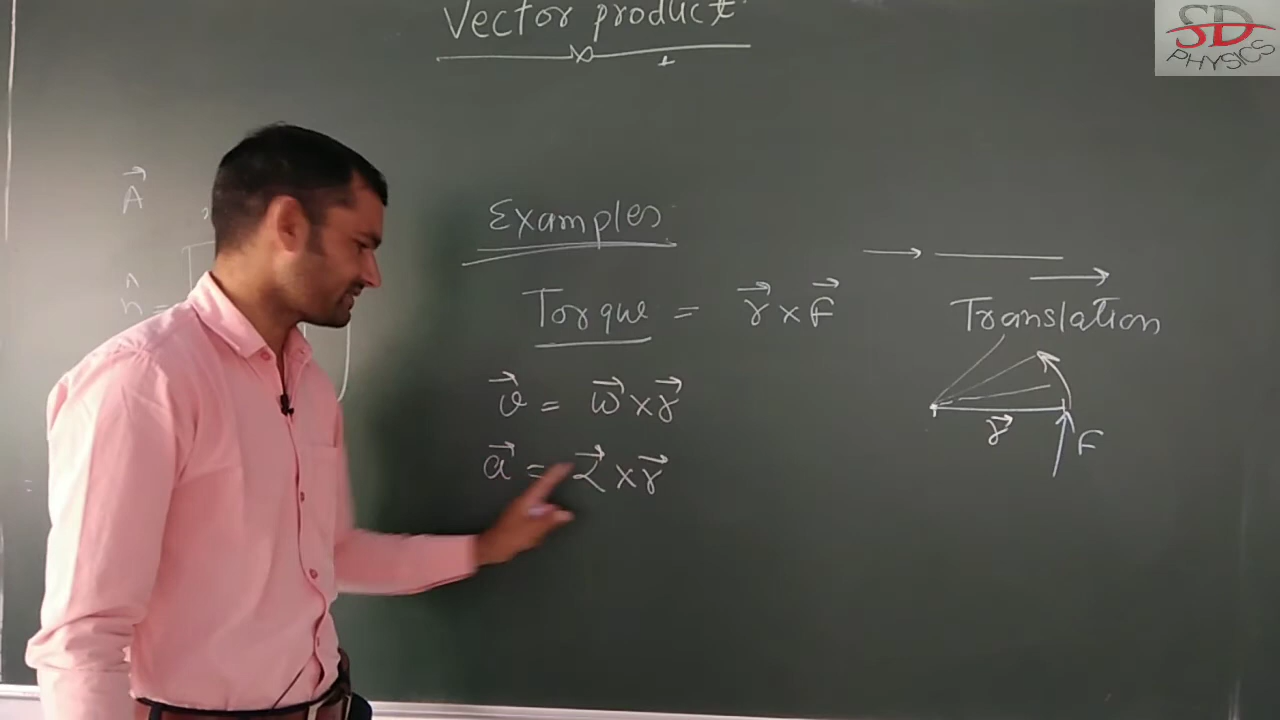 Vector product
SD
PHYSICS
A⃗
n̂ =
Examples
Torque = r⃗ × F⃗
Translation
v⃗ = ω⃗ × r⃗
a⃗ = α⃗ × r⃗
r⃗
F